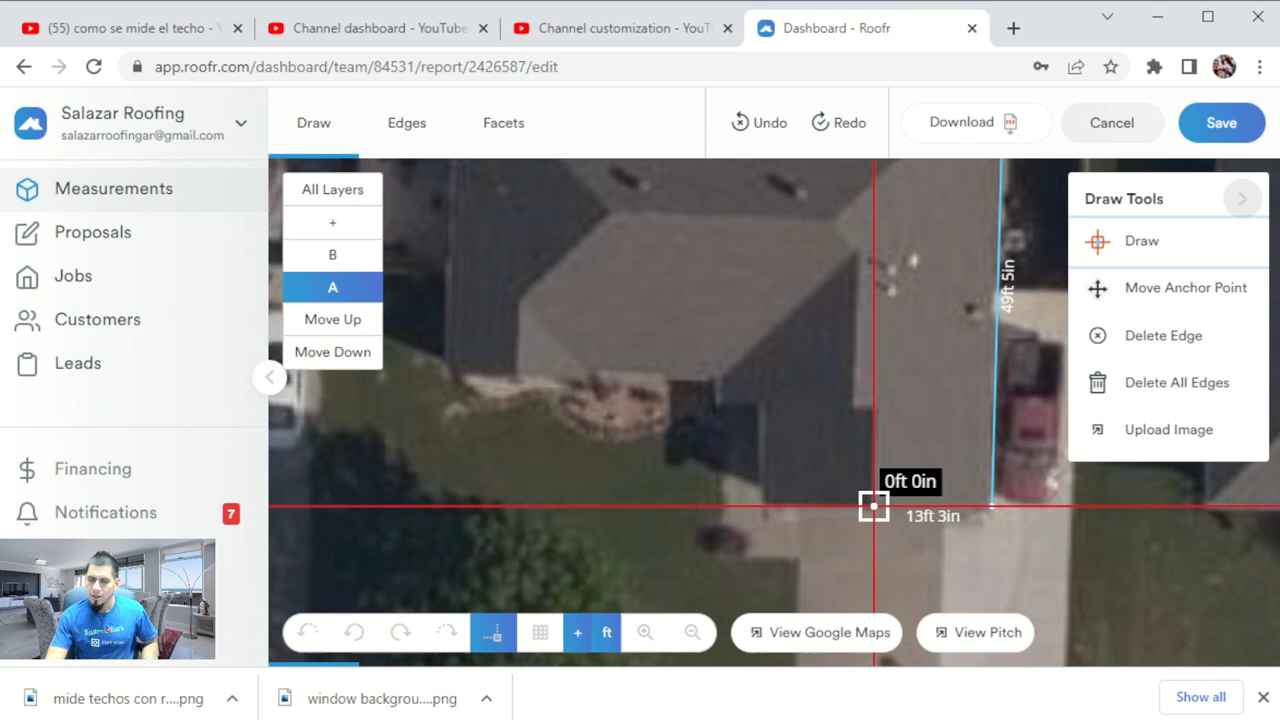 (55) como se mide el techo - Y
Channel dashboard - YouTube
Channel customization - YouT
Dashboard - Roofr
app.roofr.com/dashboard/team/84531/report/2426587/edit
Salazar Roofing
salazarroofingar@gmail.com
Draw
Edges
Facets
Undo
Redo
Download
Cancel
Save
Measurements
Proposals
Jobs
Customers
Leads
Financing
Notifications
7
All Layers
+
B
A
Move Up
Move Down
49ft 5in
Draw Tools
Draw
Move Anchor Point
Delete Edge
Delete All Edges
Upload Image
0ft 0in
13ft 3in
+
ft
View Google Maps
View Pitch
mide techos con r....png
window backgrou....png
Show all